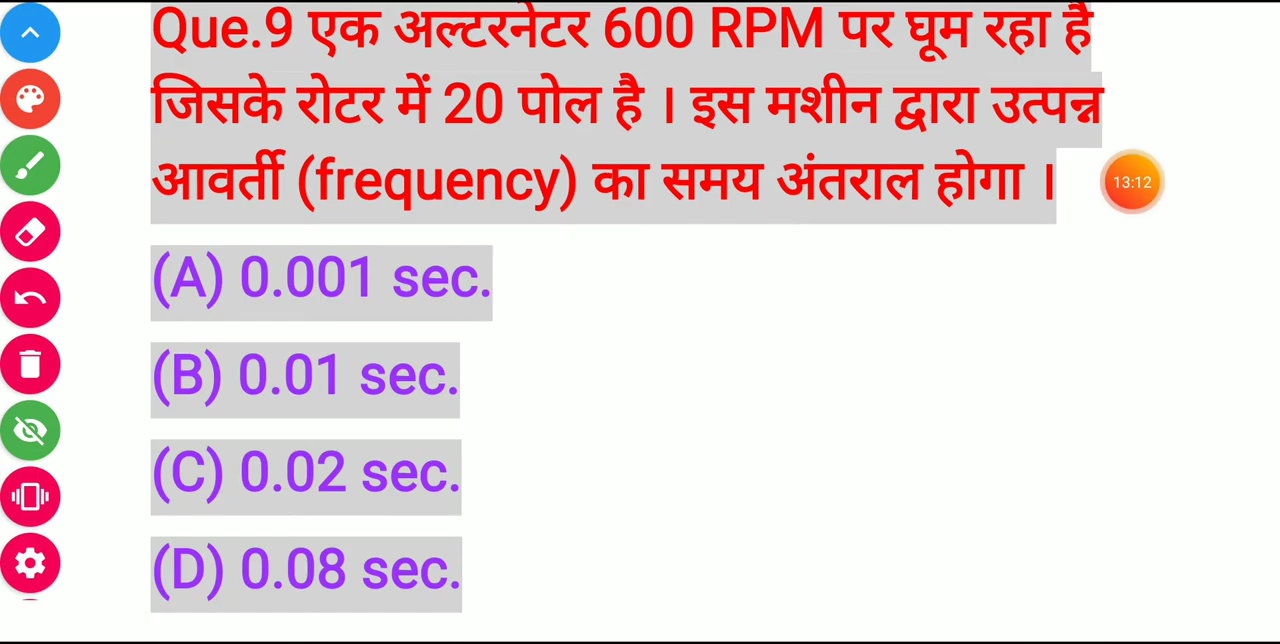 Que.9 एक अल्टरनेटर 600 RPM पर घूम रहा है
जिसके रोटर में 20 पोल है । इस मशीन द्वारा उत्पन्न
आवर्ती (frequency) का समय अंतराल होगा ।
13:12
(A) 0.001 sec.
(B) 0.01 sec.
(C) 0.02 sec.
(D) 0.08 sec.